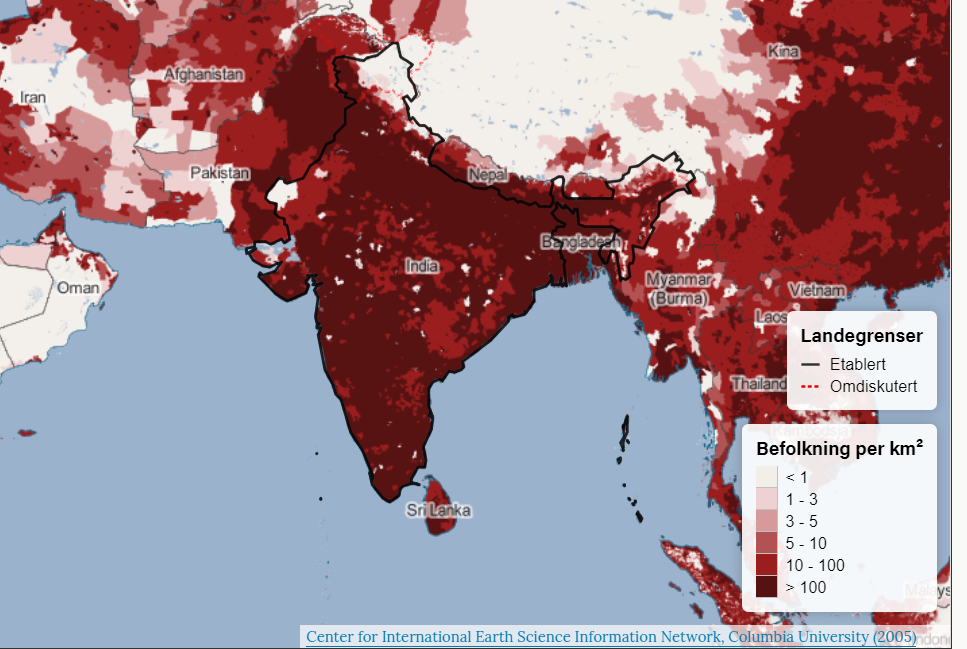 Kina
Afghanistan
Iran
Pakistan
Nepal
Bangladesh
India
Oman
Myanmar
(Burma)
Vietnam
Laos
Landegrenser
Etablert
Omdiskutert
Thailand
Befolkning per km²
< 1
1 - 3
3 - 5
5 - 10
10 - 100
> 100
Sri Lanka
Malays
Center for International Earth Science Information Network, Columbia University (2005)